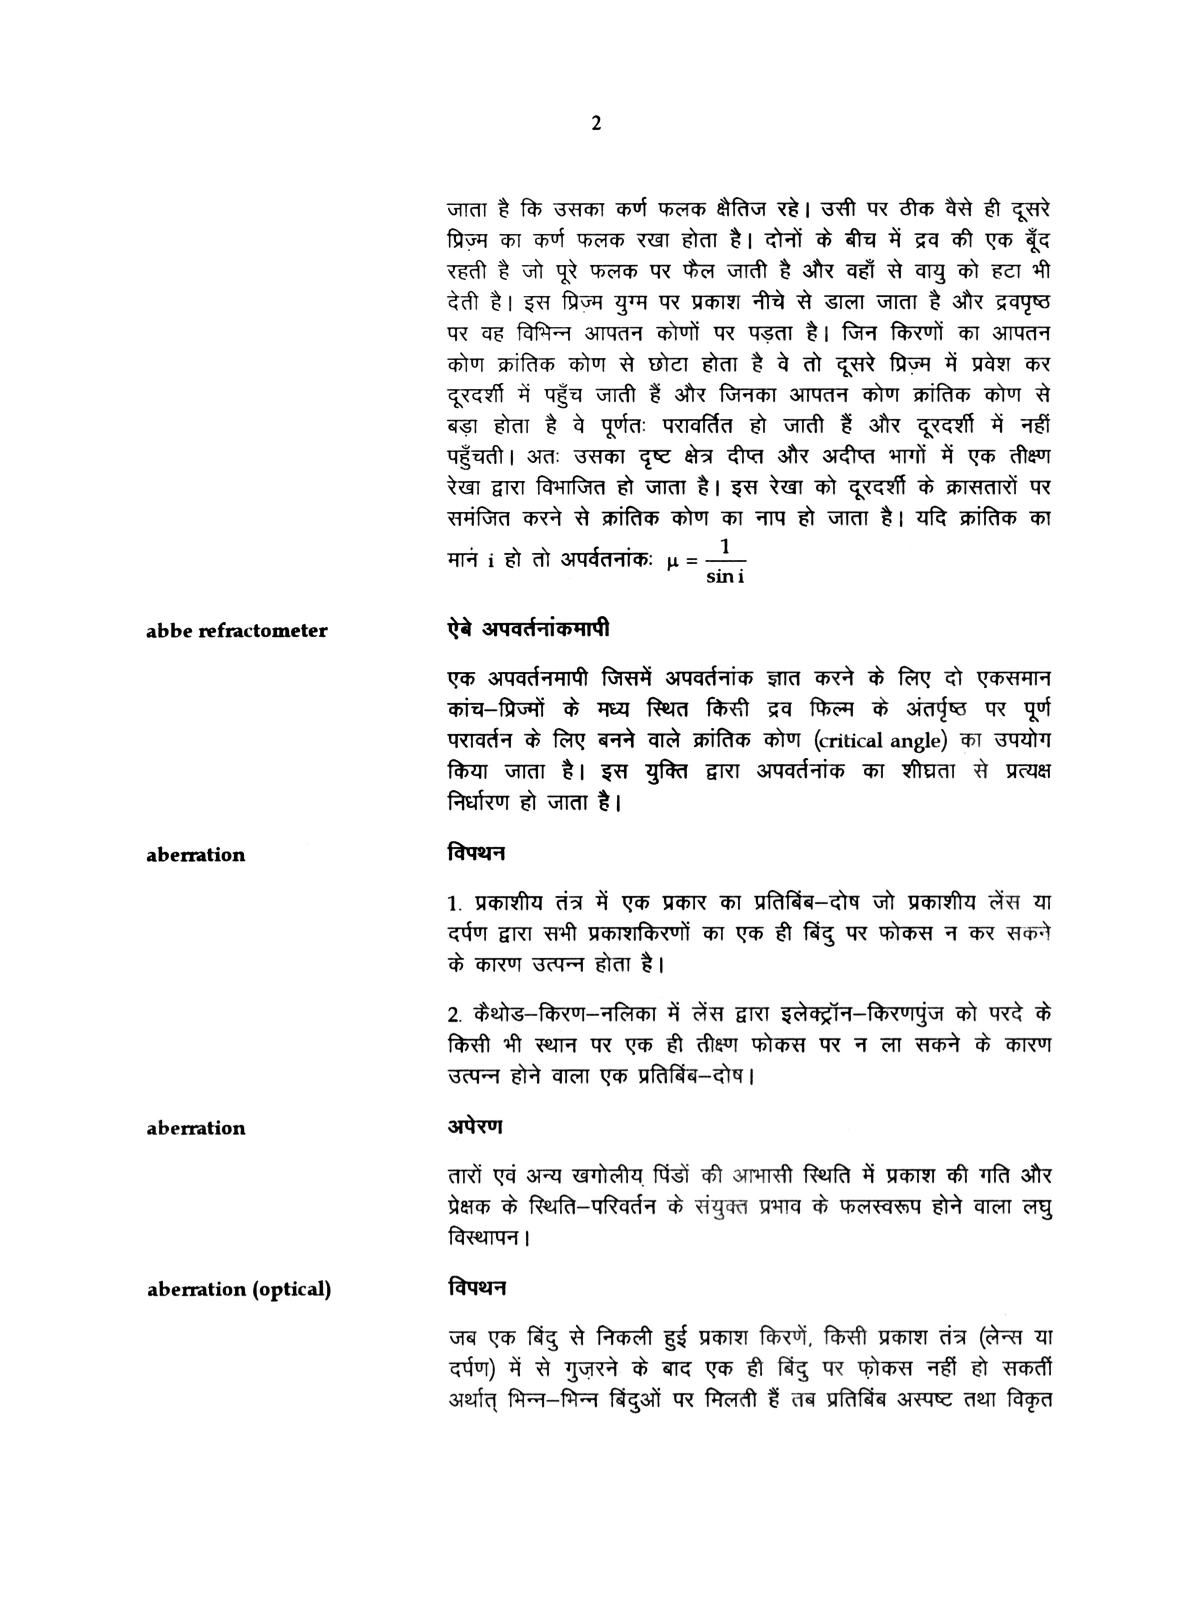 2
जाता है कि उसका कर्ण फलक क्षैतिज रहे। उसी पर ठीक वैसे ही दूसरे
प्रिज़्म का कर्ण फलक रखा होता है। दोनों के बीच में द्रव की एक बूँद
रहती है जो पूरे फलक पर फैल जाती है और वहाँ से वायु को हटा भी
देती है। इस प्रिज़्म युग्म पर प्रकाश नीचे से डाला जाता है और द्रवपृष्ठ
पर वह विभिन्न आपतन कोणों पर पड़ता है। जिन किरणों का आपतन
कोण क्रांतिक कोण से छोटा होता है वे तो दूसरे प्रिज़्म में प्रवेश कर
दूरदर्शी में पहुँच जाती हैं और जिनका आपतन कोण क्रांतिक कोण से
बड़ा होता है वे पूर्णतः परावर्तित हो जाती हैं और दूरदर्शी में नहीं
पहुँचती। अतः उसका दृष्ट क्षेत्र दीप्त और अदीप्त भागों में एक तीक्ष्ण
रेखा द्वारा विभाजित हो जाता है। इस रेखा को दूरदर्शी के क्रासतारों पर
समंजित करने से क्रांतिक कोण का नाप हो जाता है। यदि क्रांतिक का
मान i हो तो अपर्वतनांकः μ = 1/sin i
abbe refractometer ऐबे अपवर्तनांकमापी
एक अपवर्तनमापी जिसमें अपवर्तनांक ज्ञात करने के लिए दो एकसमान
कांच–प्रिज्मों के मध्य स्थित किसी द्रव फिल्म के अंतर्पृष्ठ पर पूर्ण
परावर्तन के लिए बनने वाले क्रांतिक कोण (critical angle) का उपयोग
किया जाता है। इस युक्ति द्वारा अपवर्तनांक का शीघ्रता से प्रत्यक्ष
निर्धारण हो जाता है।
aberration विपथन
1. प्रकाशीय तंत्र में एक प्रकार का प्रतिबिंब–दोष जो प्रकाशीय लेंस या
दर्पण द्वारा सभी प्रकाशकिरणों का एक ही बिंदु पर फोकस न कर सकने
के कारण उत्पन्न होता है।
2. कैथोड–किरण–नलिका में लेंस द्वारा इलेक्ट्रॉन–किरणपुंज को परदे के
किसी भी स्थान पर एक ही तीक्ष्ण फोकस पर न ला सकने के कारण
उत्पन्न होने वाला एक प्रतिबिंब–दोष।
aberration अपेरण
तारों एवं अन्य खगोलीय पिंडों की आभासी स्थिति में प्रकाश की गति और
प्रेक्षक के स्थिति–परिवर्तन के संयुक्त प्रभाव के फलस्वरूप होने वाला लघु
विस्थापन।
aberration (optical) विपथन
जब एक बिंदु से निकली हुई प्रकाश किरणें, किसी प्रकाश तंत्र (लेन्स या
दर्पण) में से गुज़रने के बाद एक ही बिंदु पर फ़ोकस नहीं हो सकतीं
अर्थात् भिन्न–भिन्न बिंदुओं पर मिलती हैं तब प्रतिबिंब अस्पष्ट तथा विकृत